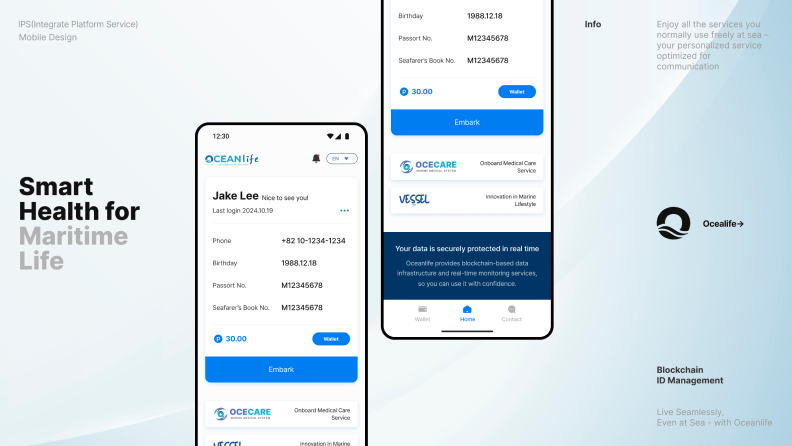 IPS(Integrate Platform Service)
Mobile Design
Smart
Health for
Maritime
Life
12:30
OCEANlife
EN
Jake Lee Nice to see you!
Last login 2024.10.19
Phone +82 10-1234-1234
Birthday 1988.12.18
Passort No. M12345678
Seafarer's Book No. M12345678
P 30.00 Wallet
Embark
OCECARE Onboard Medical Care
Service
VESSEL Innovation in Marine
Birthday 1988.12.18
Passort No. M12345678
Seafarer's Book No. M12345678
P 30.00 Wallet
Embark
OCECARE Onboard Medical Care
MARINE MEDICAL SYSTEM Service
VESSEL Innovation in Marine
Lifestyle
Your data is securely protected in real time
Oceanlife provides blockchain-based data
infrastructure and real-time monitoring services,
so you can use it with confidence.
Wallet Home Contact
Info
Enjoy all the services you
normally use freely at sea -
your personalized service
optimized for
communication
Ocealife→
Blockchain
ID Management
Live Seamlessly,
Even at Sea - with Oceanlife